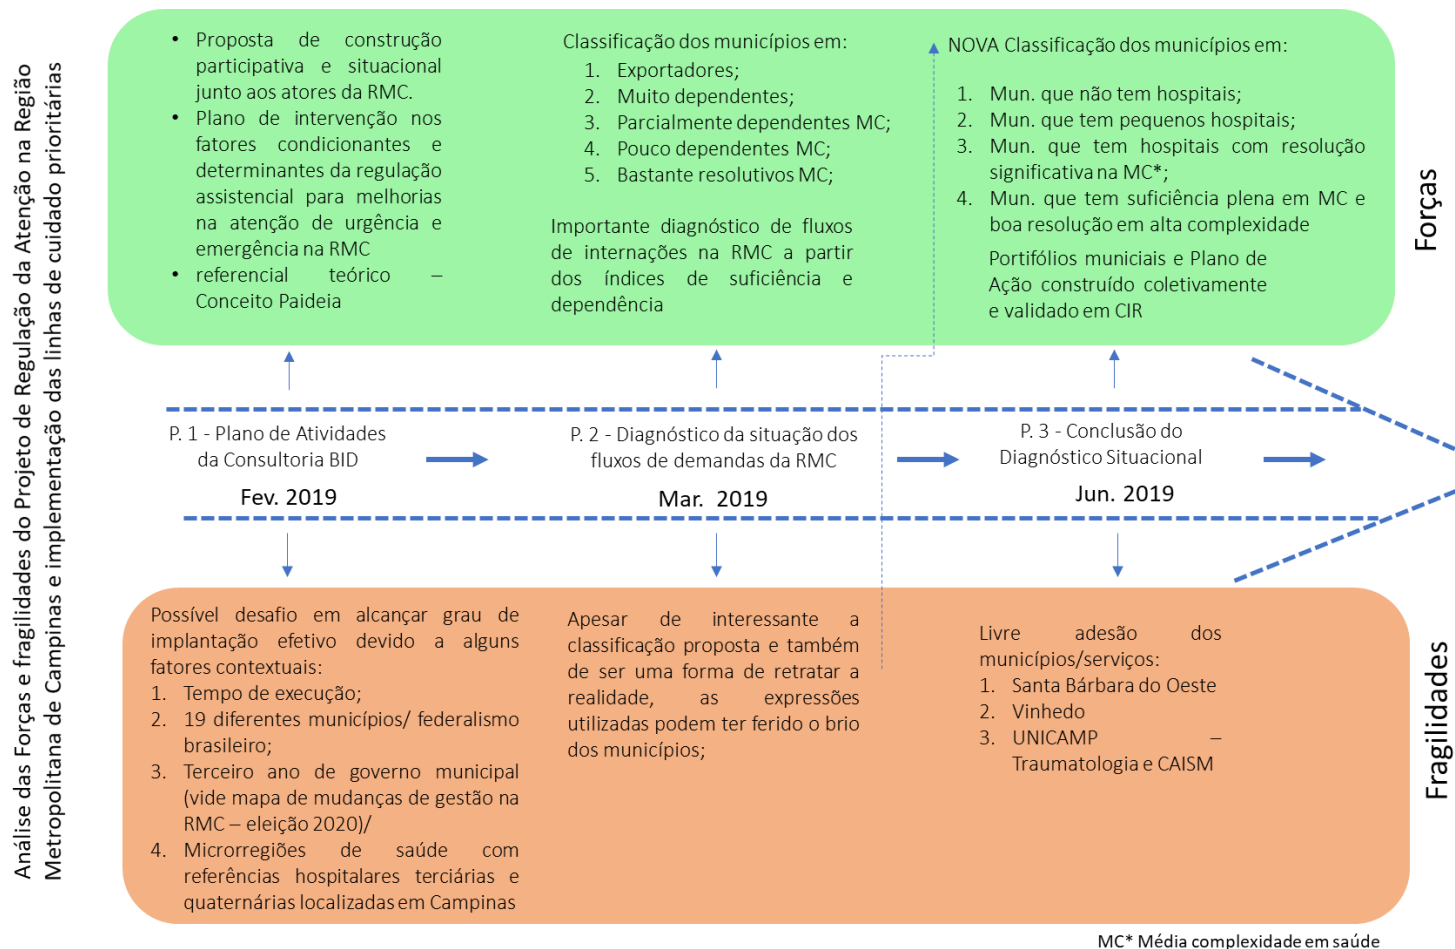 Análise das Forças e fragilidades do Projeto de Regulação da Atenção na Região
Metropolitana de Campinas e implementação das linhas de cuidado prioritárias
• Proposta de construção
participativa e situacional
junto aos atores da RMC.
• Plano de intervenção nos
fatores condicionantes e
determinantes da regulação
assistencial para melhorias
na atenção de urgência e
emergência na RMC
• referencial teórico –
Conceito Paideia
Classificação dos municípios em:
1. Exportadores;
2. Muito dependentes;
3. Parcialmente dependentes MC;
4. Pouco dependentes MC;
5. Bastante resolutivos MC;
Importante diagnóstico de fluxos
de internações na RMC a partir
dos índices de suficiência e
dependência
NOVA Classificação dos municípios em:
1. Mun. que não tem hospitais;
2. Mun. que tem pequenos hospitais;
3. Mun. que tem hospitais com resolução
significativa na MC*;
4. Mun. que tem suficiência plena em MC e
boa resolução em alta complexidade
Portifólios municiais e Plano de
Ação construído coletivamente
e validado em CIR
Forças
P. 1 - Plano de Atividades
da Consultoria BID
Fev. 2019
P. 2 - Diagnóstico da situação dos
fluxos de demandas da RMC
Mar. 2019
P. 3 - Conclusão do
Diagnóstico Situacional
Jun. 2019
Possível desafio em alcançar grau de
implantação efetivo devido a alguns
fatores contextuais:
1. Tempo de execução;
2. 19 diferentes municípios/ federalismo
brasileiro;
3. Terceiro ano de governo municipal
(vide mapa de mudanças de gestão na
RMC – eleição 2020)/
4. Microrregiões de saúde com
referências hospitalares terciárias e
quaternárias localizadas em Campinas
Apesar de interessante a
classificação proposta e também
de ser uma forma de retratar a
realidade, as expressões
utilizadas podem ter ferido o brio
dos municípios;
Livre adesão dos
municípios/serviços:
1. Santa Bárbara do Oeste
2. Vinhedo
3. UNICAMP –
Traumatologia e CAISM
Fragilidades
MC* Média complexidade em saúde